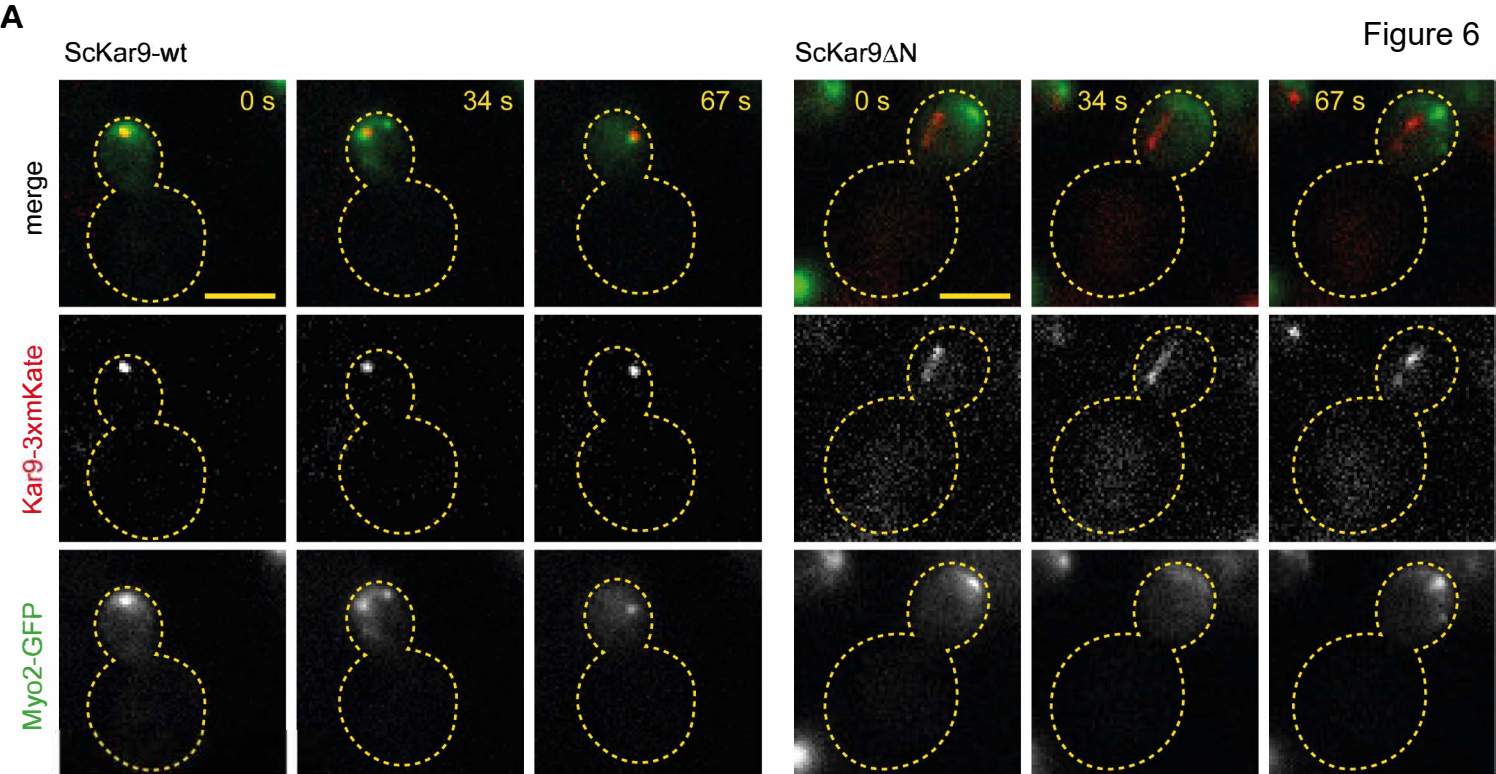 A
Figure 6
ScKar9-wt
ScKar9ΔN
0 s
34 s
67 s
0 s
34 s
67 s
merge
Kar9-3xmKate
Myo2-GFP